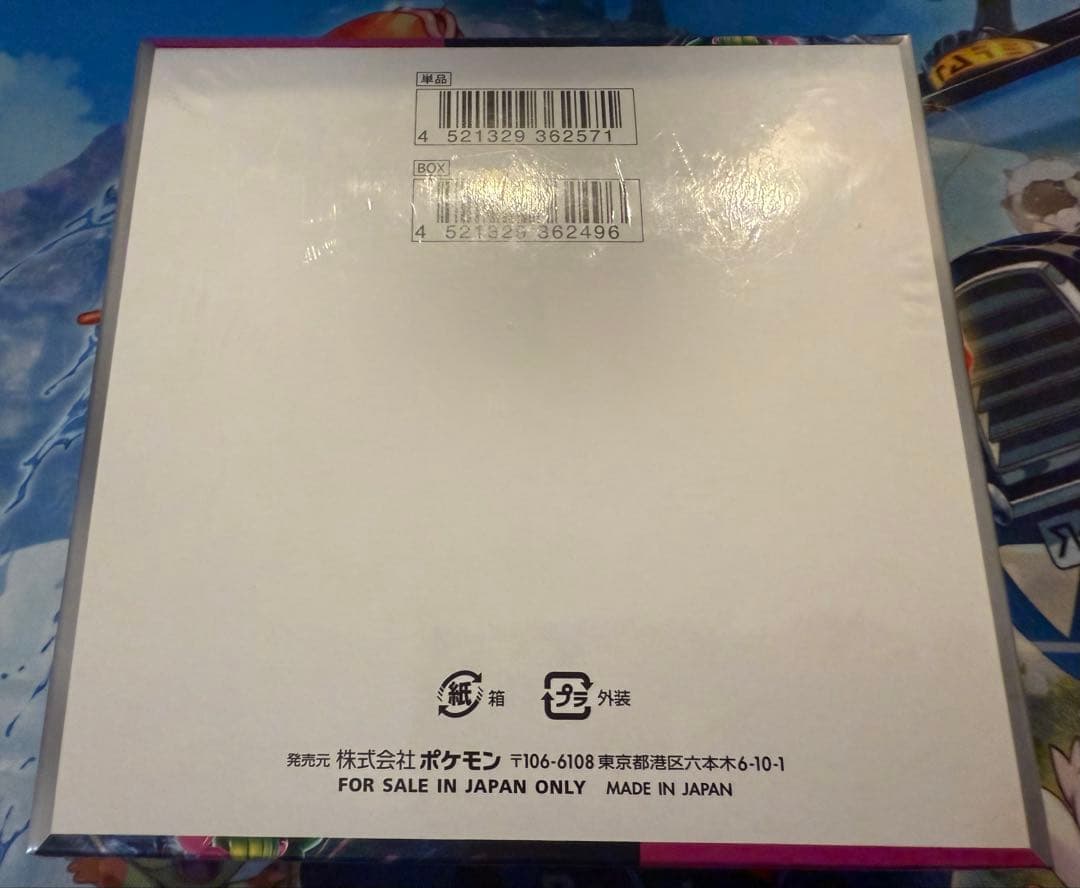 単品
4 521329 362571
BOX
4 521329 362496
紙 箱 プラ 外装
発売元 株式会社ポケモン 〒106-6108 東京都港区六本木6-10-1
FOR SALE IN JAPAN ONLY MADE IN JAPAN